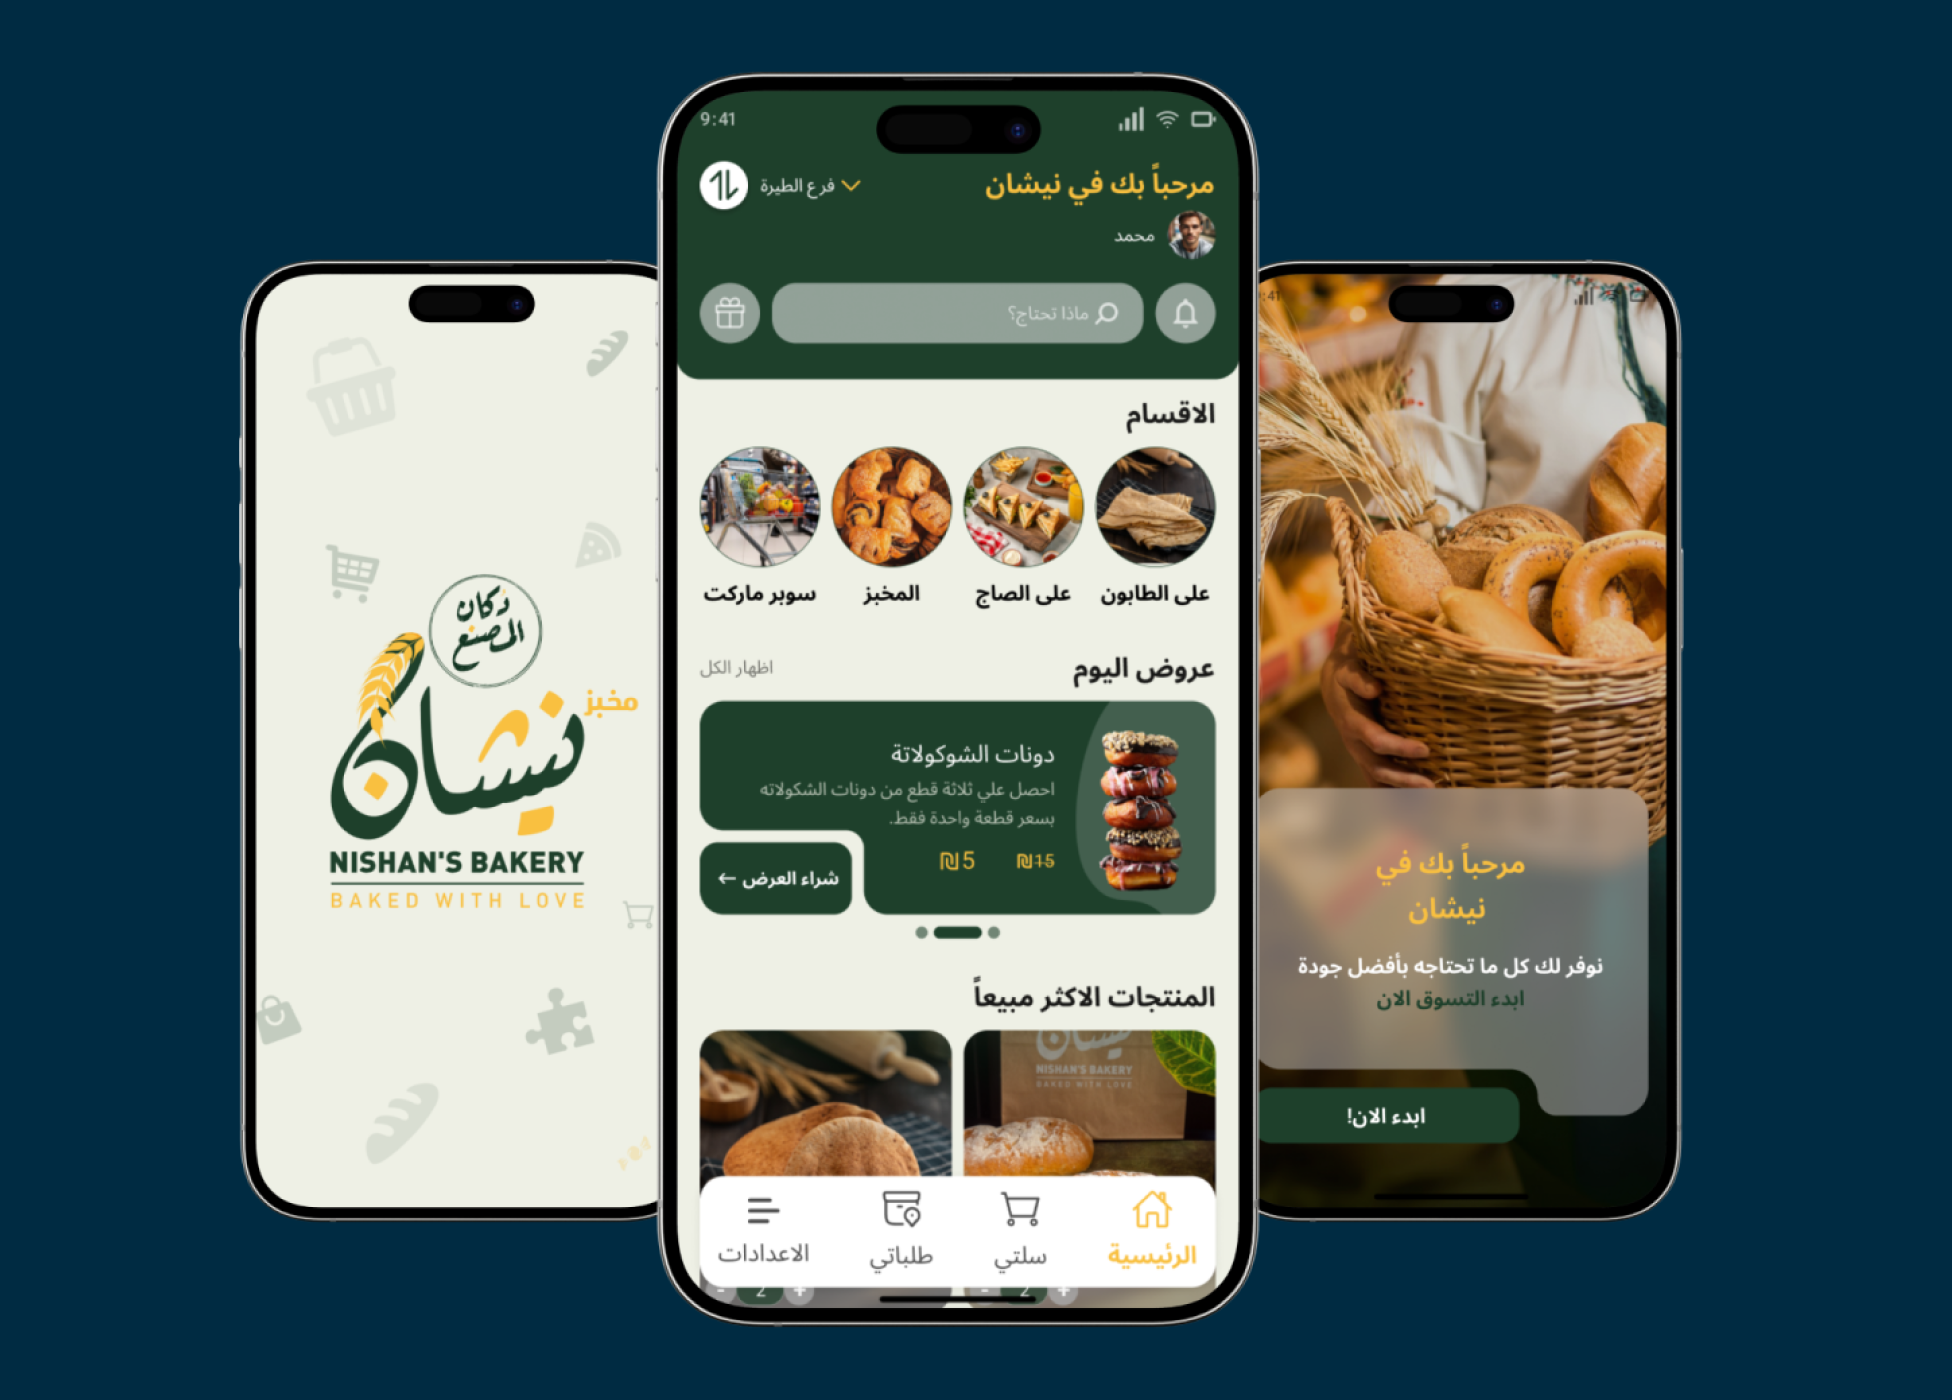 دكان
المصنع
مخبز
نيشان
NISHAN'S BAKERY
BAKED WITH LOVE
9:41
مرحباً بك في نيشان
فرع الطيرة
محمد
ماذا تحتاج؟
الاقسام
على الطابون
على الصاج
المخبز
سوبر ماركت
عروض اليوم
اظهار الكل
دونات الشوكولاتة
احصل علي ثلاثة قطع من دونات الشكولاته
بسعر قطعة واحدة فقط.
₪15
₪5
شراء العرض ←
المنتجات الاكثر مبيعاً
نيشان
NISHAN'S BAKERY
BAKED WITH LOVE
الرئيسية
سلتي
طلباتي
الاعدادات
- 2 +
- 2 +
:41
مرحباً بك في
نيشان
نوفر لك كل ما تحتاجه بأفضل جودة
ابدء التسوق الان
ابدء الان!